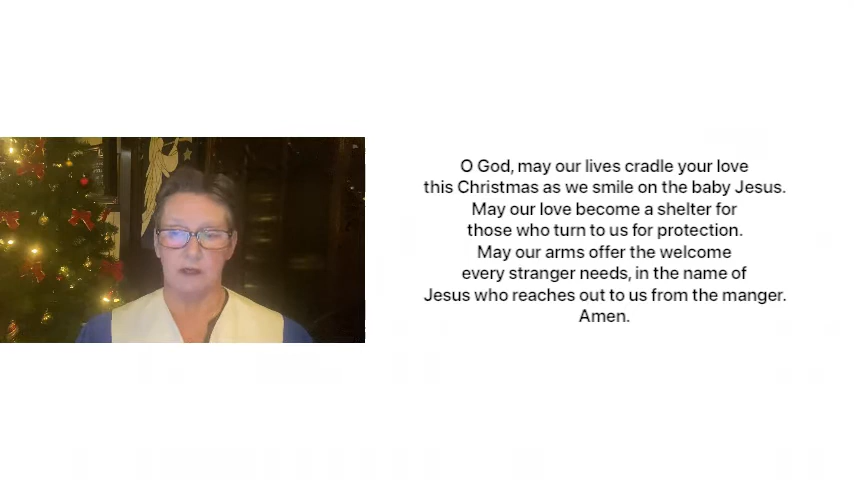 O God, may our lives cradle your love
this Christmas as we smile on the baby Jesus.
May our love become a shelter for
those who turn to us for protection.
May our arms offer the welcome
every stranger needs, in the name of
Jesus who reaches out to us from the manger.
Amen.